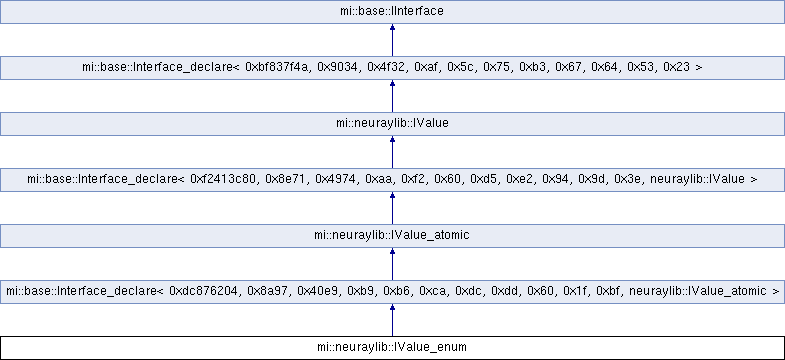 mi::base::IInterface
mi::base::Interface_declare< 0xbf837f4a, 0x9034, 0x4f32, 0xaf, 0x5c, 0x75, 0xb3, 0x67, 0x64, 0x53, 0x23 >
mi::neuraylib::IValue
mi::base::Interface_declare< 0xf2413c80, 0x8e71, 0x4974, 0xaa, 0xf2, 0x60, 0xd5, 0xe2, 0x94, 0x9d, 0x3e, neuraylib::IValue >
mi::neuraylib::IValue_atomic
mi::base::Interface_declare< 0xdc876204, 0x8a97, 0x40e9, 0xb9, 0xb6, 0xca, 0xdc, 0xdd, 0x60, 0x1f, 0xbf, neuraylib::IValue_atomic >
mi::neuraylib::IValue_enum